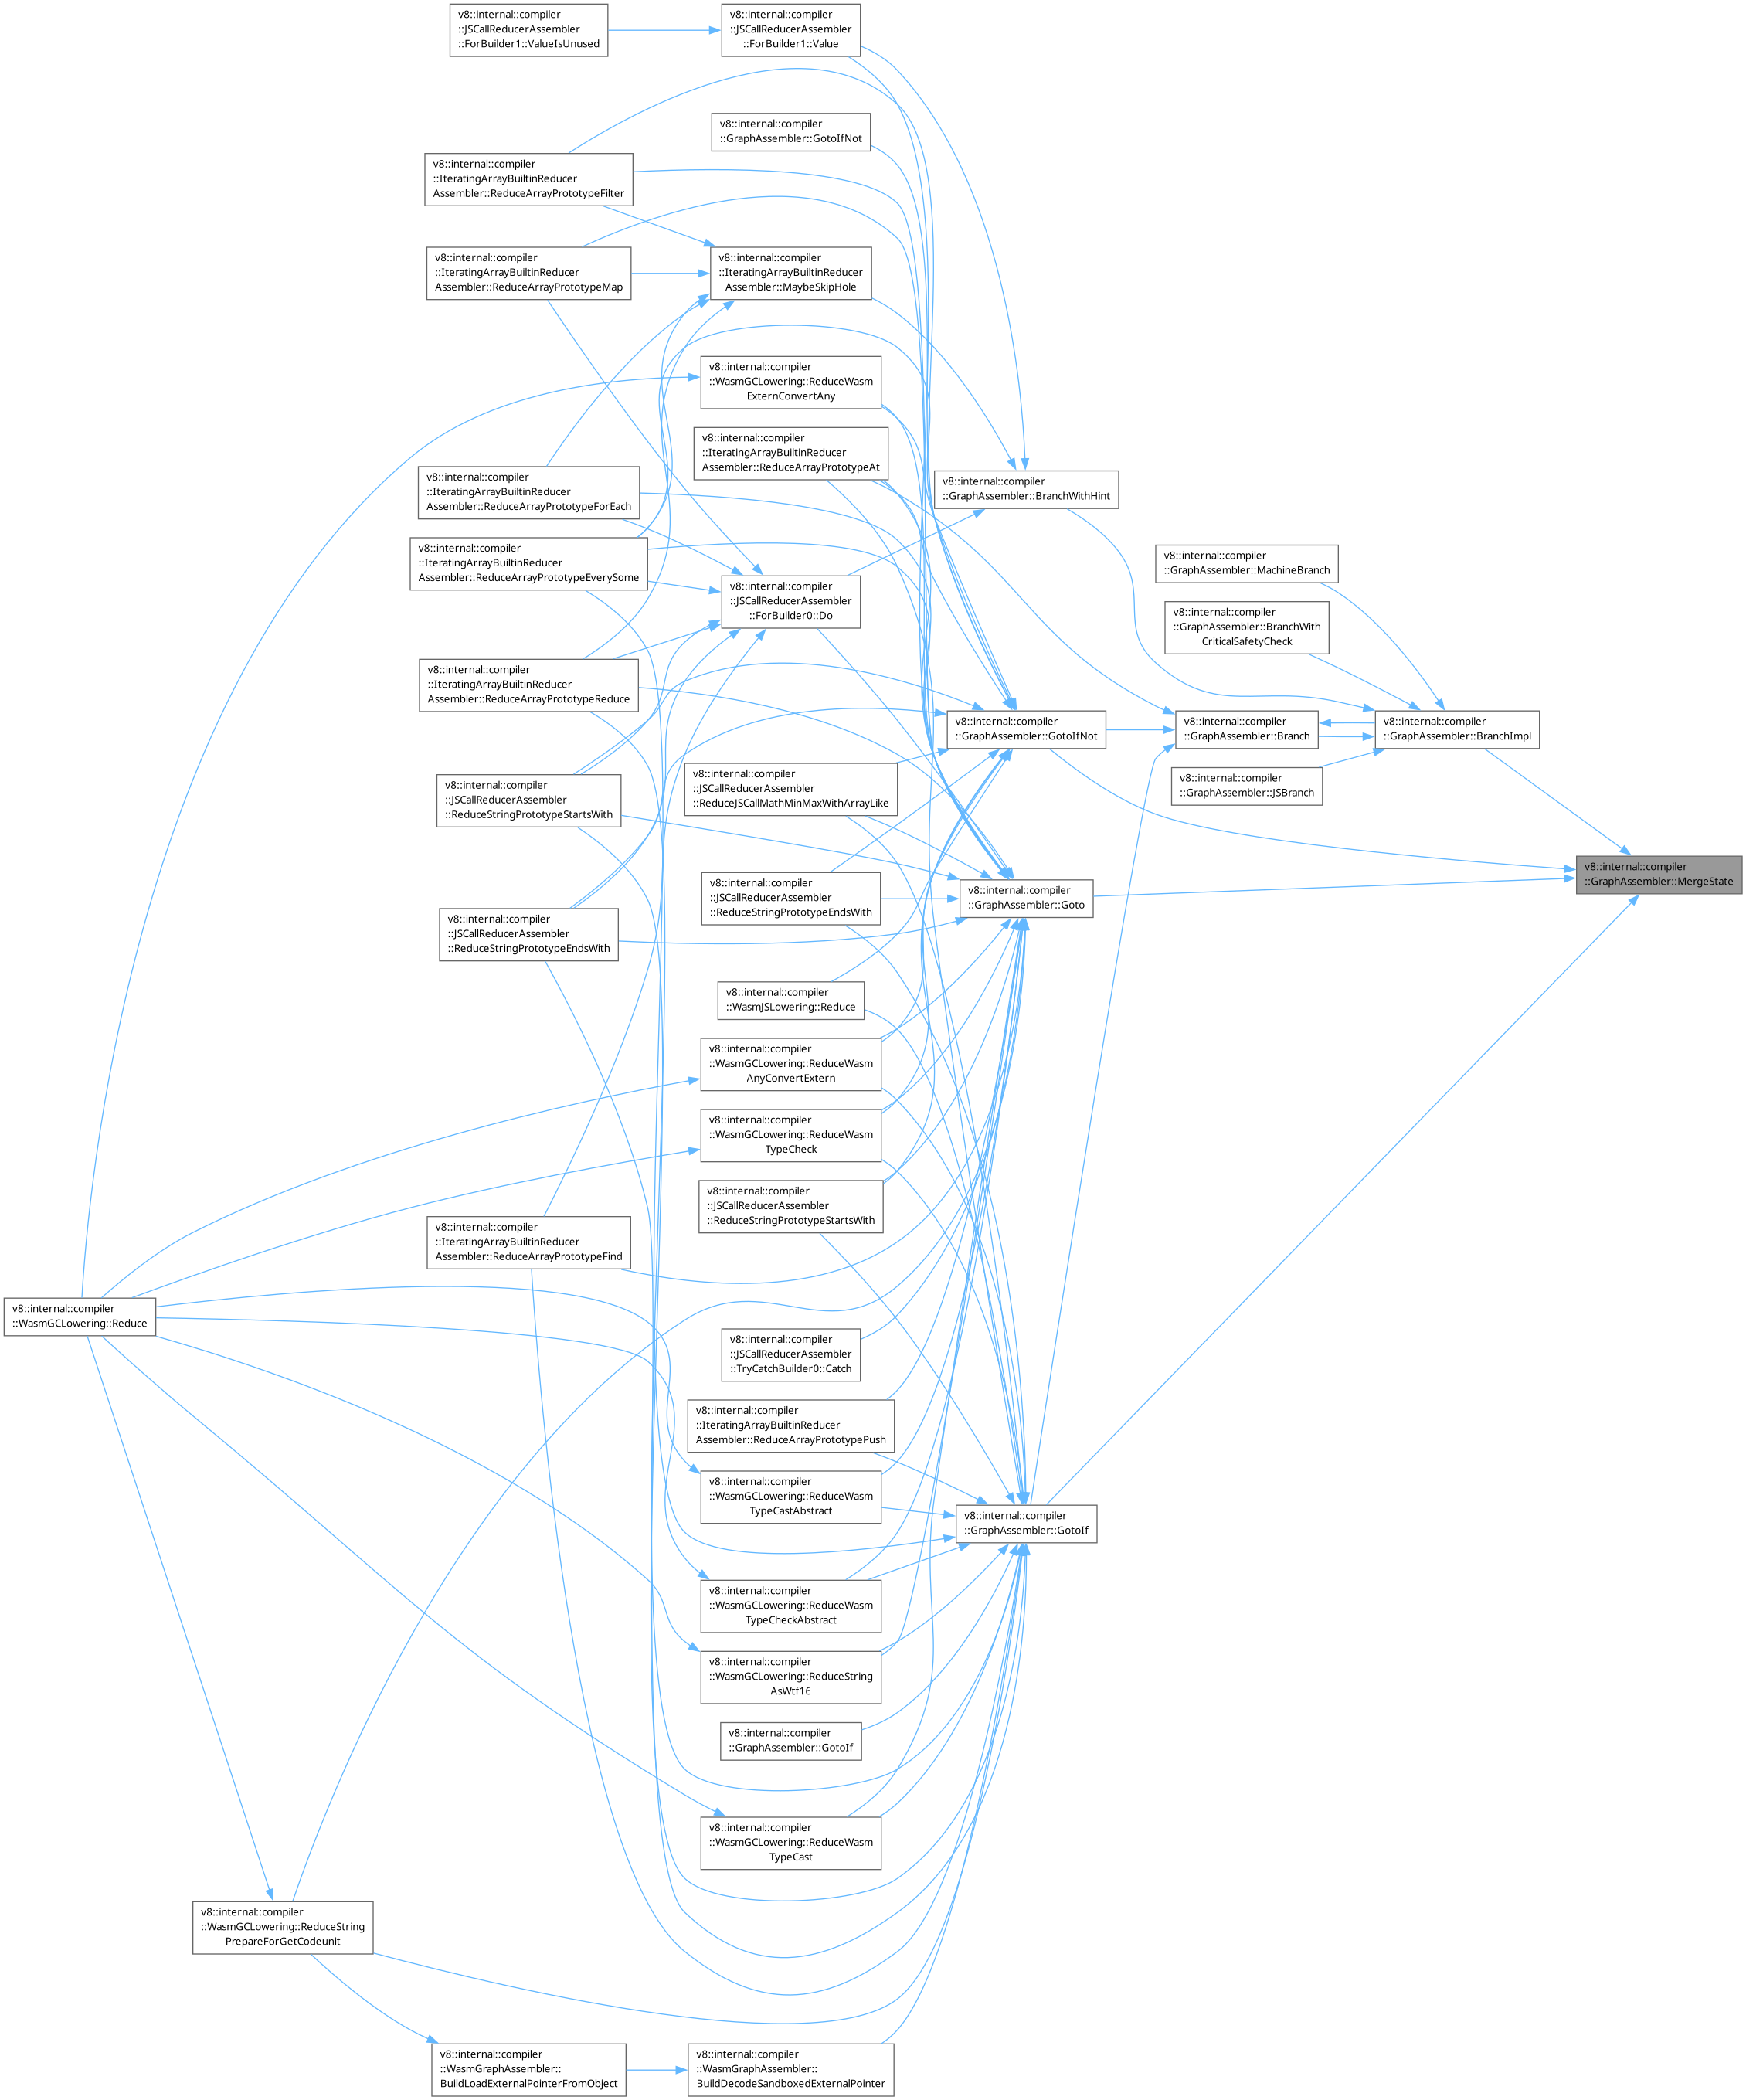 v8::internal::compiler
::JSCallReducerAssembler
::ForBuilder1::ValueIsUnused
v8::internal::compiler
::JSCallReducerAssembler
::ForBuilder1::Value
v8::internal::compiler
::GraphAssembler::GotoIfNot
v8::internal::compiler
::IteratingArrayBuiltinReducer
Assembler::ReduceArrayPrototypeFilter
v8::internal::compiler
::IteratingArrayBuiltinReducer
Assembler::ReduceArrayPrototypeMap
v8::internal::compiler
::IteratingArrayBuiltinReducer
Assembler::MaybeSkipHole
v8::internal::compiler
::WasmGCLowering::ReduceWasm
ExternConvertAny
v8::internal::compiler
::IteratingArrayBuiltinReducer
Assembler::ReduceArrayPrototypeAt
v8::internal::compiler
::IteratingArrayBuiltinReducer
Assembler::ReduceArrayPrototypeForEach
v8::internal::compiler
::GraphAssembler::BranchWithHint
v8::internal::compiler
::IteratingArrayBuiltinReducer
Assembler::ReduceArrayPrototypeEverySome
v8::internal::compiler
::GraphAssembler::MachineBranch
v8::internal::compiler
::JSCallReducerAssembler
::ForBuilder0::Do
v8::internal::compiler
::GraphAssembler::BranchWith
CriticalSafetyCheck
v8::internal::compiler
::IteratingArrayBuiltinReducer
Assembler::ReduceArrayPrototypeReduce
v8::internal::compiler
::GraphAssembler::GotoIfNot
v8::internal::compiler
::GraphAssembler::Branch
v8::internal::compiler
::GraphAssembler::BranchImpl
v8::internal::compiler
::JSCallReducerAssembler
::ReduceStringPrototypeStartsWith
v8::internal::compiler
::JSCallReducerAssembler
::ReduceJSCallMathMinMaxWithArrayLike
v8::internal::compiler
::GraphAssembler::JSBranch
v8::internal::compiler
::GraphAssembler::MergeState
v8::internal::compiler
::JSCallReducerAssembler
::ReduceStringPrototypeEndsWith
v8::internal::compiler
::GraphAssembler::Goto
v8::internal::compiler
::JSCallReducerAssembler
::ReduceStringPrototypeEndsWith
v8::internal::compiler
::WasmJSLowering::Reduce
v8::internal::compiler
::WasmGCLowering::ReduceWasm
AnyConvertExtern
v8::internal::compiler
::WasmGCLowering::ReduceWasm
TypeCheck
v8::internal::compiler
::JSCallReducerAssembler
::ReduceStringPrototypeStartsWith
v8::internal::compiler
::IteratingArrayBuiltinReducer
Assembler::ReduceArrayPrototypeFind
v8::internal::compiler
::WasmGCLowering::Reduce
v8::internal::compiler
::JSCallReducerAssembler
::TryCatchBuilder0::Catch
v8::internal::compiler
::IteratingArrayBuiltinReducer
Assembler::ReduceArrayPrototypePush
v8::internal::compiler
::WasmGCLowering::ReduceWasm
TypeCastAbstract
v8::internal::compiler
::GraphAssembler::GotoIf
v8::internal::compiler
::WasmGCLowering::ReduceWasm
TypeCheckAbstract
v8::internal::compiler
::WasmGCLowering::ReduceString
AsWtf16
v8::internal::compiler
::GraphAssembler::GotoIf
v8::internal::compiler
::WasmGCLowering::ReduceWasm
TypeCast
v8::internal::compiler
::WasmGCLowering::ReduceString
PrepareForGetCodeunit
v8::internal::compiler
::WasmGraphAssembler::
BuildLoadExternalPointerFromObject
v8::internal::compiler
::WasmGraphAssembler::
BuildDecodeSandboxedExternalPointer